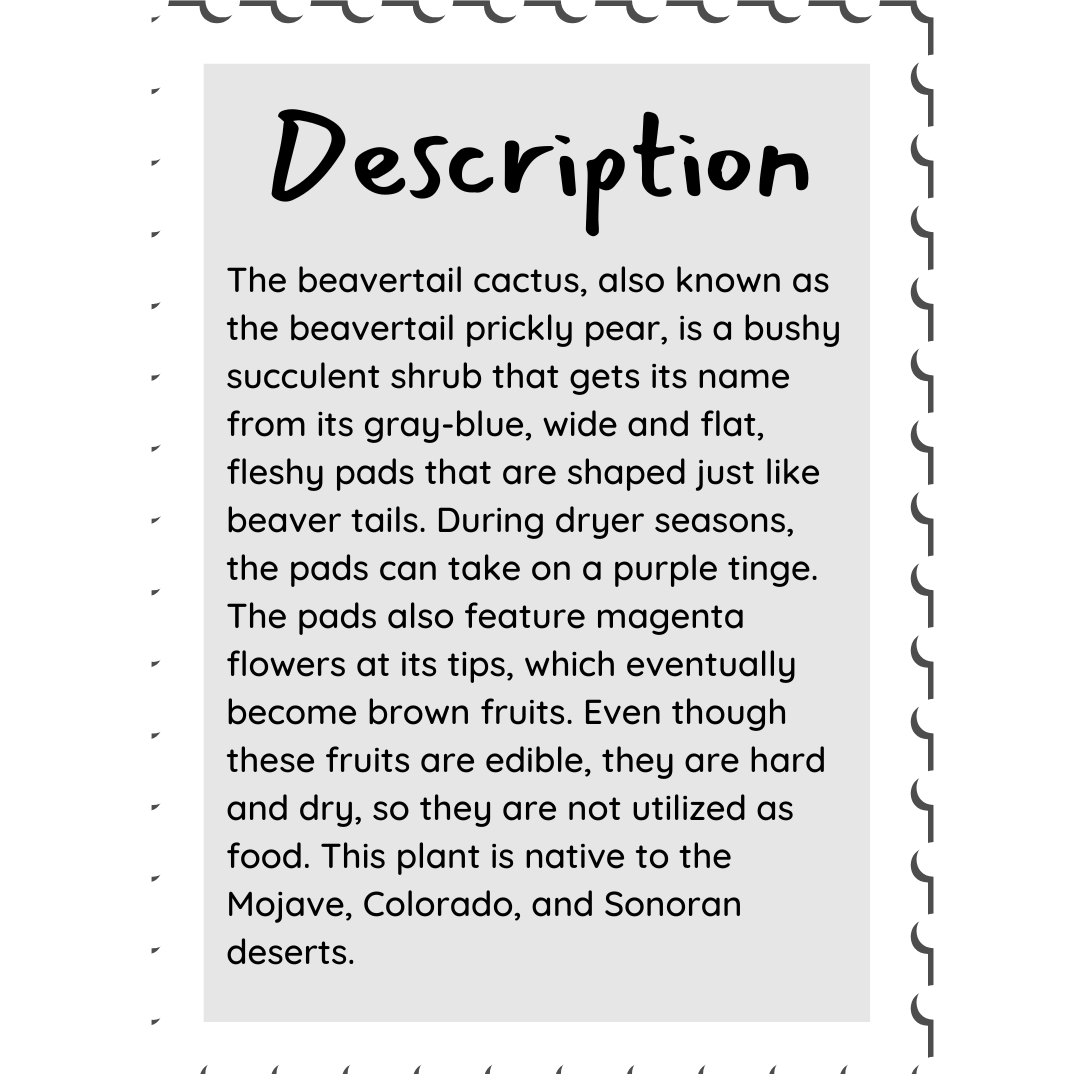 Description
The beavertail cactus, also known as
the beavertail prickly pear, is a bushy
succulent shrub that gets its name
from its gray-blue, wide and flat,
fleshy pads that are shaped just like
beaver tails. During dryer seasons,
the pads can take on a purple tinge.
The pads also feature magenta
flowers at its tips, which eventually
become brown fruits. Even though
these fruits are edible, they are hard
and dry, so they are not utilized as
food. This plant is native to the
Mojave, Colorado, and Sonoran
deserts.